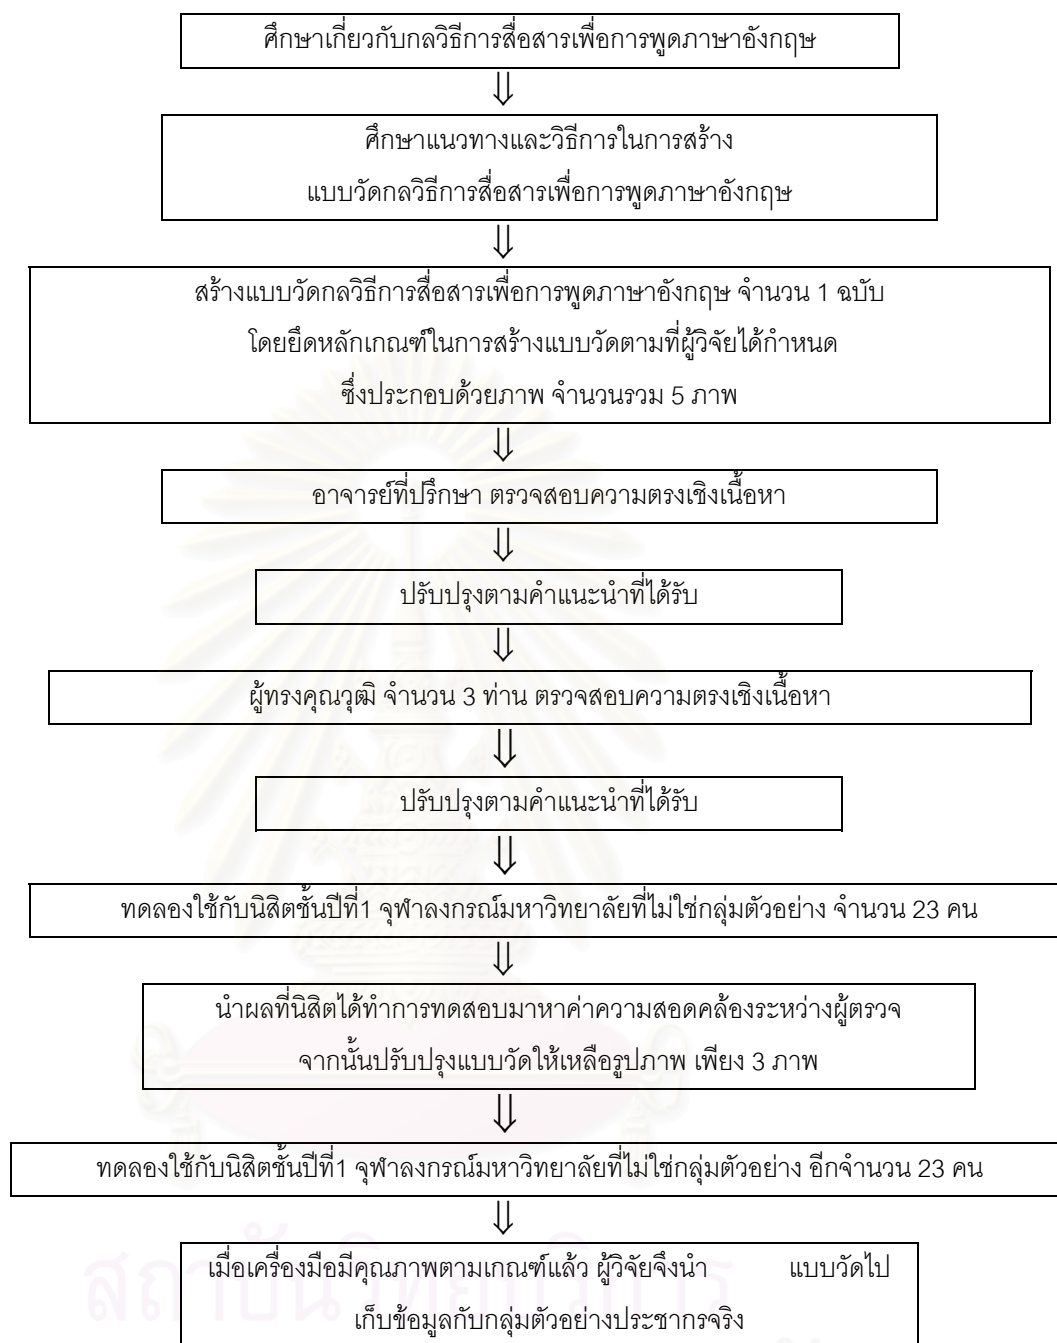 ศึกษาเกี่ยวกับกลวิธีการสื่อสารเพื่อการพูดภาษาอังกฤษ
ศึกษาแนวทางและวิธีการในการสร้าง
แบบวัดกลวิธีการสื่อสารเพื่อการพูดภาษาอังกฤษ
สร้างแบบวัดกลวิธีการสื่อสารเพื่อการพูดภาษาอังกฤษ จำนวน 1 ฉบับ
โดยยึดหลักเกณฑ์ในการสร้างแบบวัดตามที่ผู้วิจัยได้กำหนด
ซึ่งประกอบด้วยภาพ จำนวนรวม 5 ภาพ
อาจารย์ที่ปรึกษา ตรวจสอบความตรงเชิงเนื้อหา
ปรับปรุงตามคำแนะนำที่ได้รับ
ผู้ทรงคุณวุฒิ จำนวน 3 ท่าน ตรวจสอบความตรงเชิงเนื้อหา
ปรับปรุงตามคำแนะนำที่ได้รับ
ทดลองใช้กับนิสิตชั้นปีที่1 จุฬาลงกรณ์มหาวิทยาลัยที่ไม่ใช่กลุ่มตัวอย่าง จำนวน 23 คน
นำผลที่นิสิตได้ทำการทดสอบมาหาค่าความสอดคล้องระหว่างผู้ตรวจ
จากนั้นปรับปรุงแบบวัดให้เหลือรูปภาพ เพียง 3 ภาพ
ทดลองใช้กับนิสิตชั้นปีที่1 จุฬาลงกรณ์มหาวิทยาลัยที่ไม่ใช่กลุ่มตัวอย่าง อีกจำนวน 23 คน
เมื่อเครื่องมือมีคุณภาพตามเกณฑ์แล้ว ผู้วิจัยจึงนำ แบบวัดไป
เก็บข้อมูลกับกลุ่มตัวอย่างประชากรจริง
สถาบันวิทยบริการ